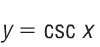 y = csc x